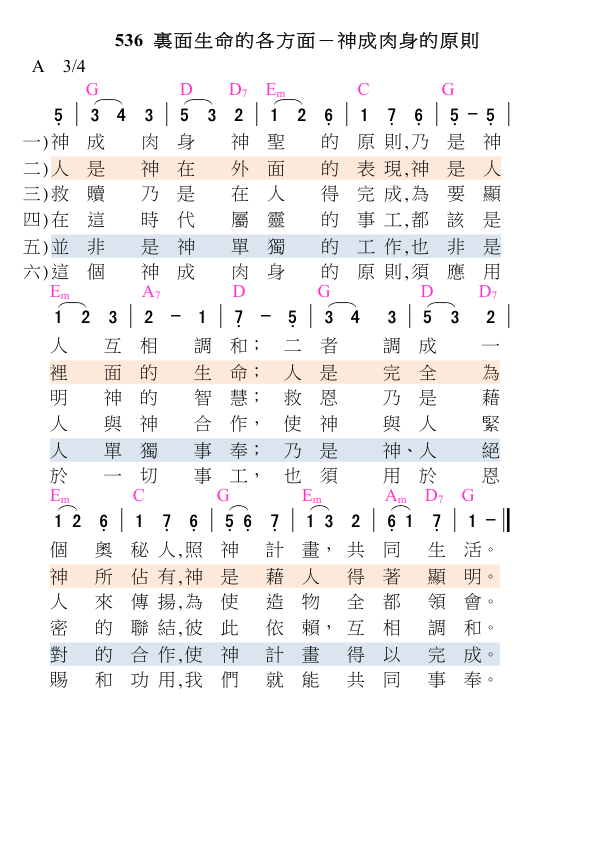 536 裏面生命的各方面－神成肉身的原則
A 3/4
G D D7 Em C G
5 | 3 4 3 | 5 3 2 | 1 2 6 | 1 7 6 | 5 - 5 |
一)神 成 肉 身 神 聖 的 原 則,乃 是 神
二)人 是 神 在 外 面 的 表 現,神 是 人
三)救 贖 乃 是 在 人 得 完 成,為 要 顯
四)在 這 時 代 屬 靈 的 事 工,都 該 是
五)並 非 是 神 單 獨 的 工 作,也 非 是
六)這 個 神 成 肉 身 的 原 則,須 應 用
Em A7 D G D D7
1 2 3 | 2 - 1 | 7 - 5 | 3 4 3 | 5 3 2 |
人 互 相 調 和； 二 者 調 成 一
裡 面 的 生 命； 人 是 完 全 為
明 神 的 智 慧； 救 恩 乃 是 藉
人 與 神 合 作， 使 神 與 人 緊
人 單 獨 事 奉； 乃 是 神、人 絕
於 一 切 事 工， 也 須 用 於 恩
Em C G Em Am D7 G
1 2 6 | 1 7 6 | 5 6 7 | 1 3 2 | 6 1 7 | 1 - ‖
個 奧 秘 人,照 神 計 畫， 共 同 生 活。
神 所 佔 有,神 是 藉 人 得 著 顯 明。
人 來 傳 揚,為 使 造 物 全 都 領 會。
密 的 聯 結,彼 此 依 賴， 互 相 調 和。
對 的 合 作,使 神 計 畫 得 以 完 成。
賜 和 功 用,我 們 就 能 共 同 事 奉。